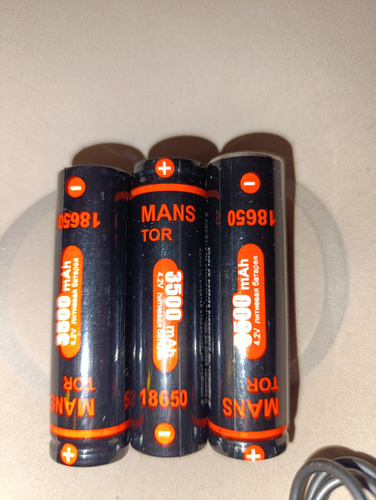 18650
3500 mAh
4.2V литиевая батарея
MANS
TOR
+
MANS
TOR
3500 mAh
4.2V литиевая бата
18650
18650
3500 mAh
4.2V литиевая батарея
MANS
TOR
+